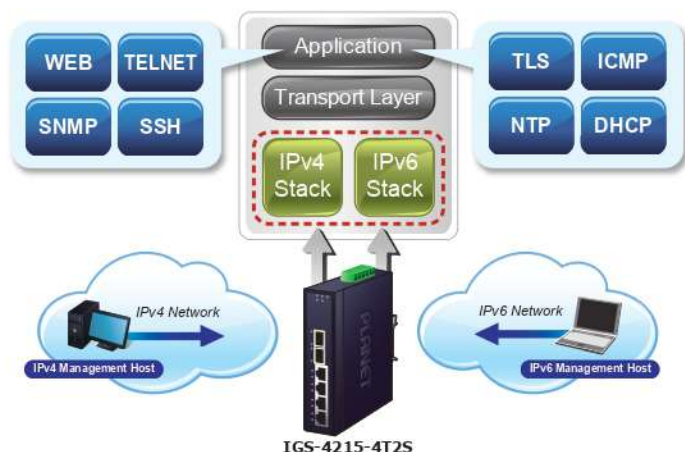 WEB
TELNET
SNMP
SSH
Application
Transport Layer
IPv4
Stack
IPv6
Stack
TLS
ICMP
NTP
DHCP
IPv4 Network
IPv4 Management Host
IPv6 Network
IPv6 Management Host
PLANET
IGS-4215-4T2S